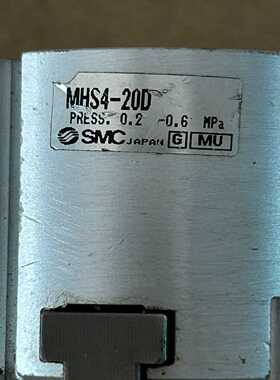 MHS4-20D
PRESS. 0.2 -0.6 MPa
SMC JAPAN G MU